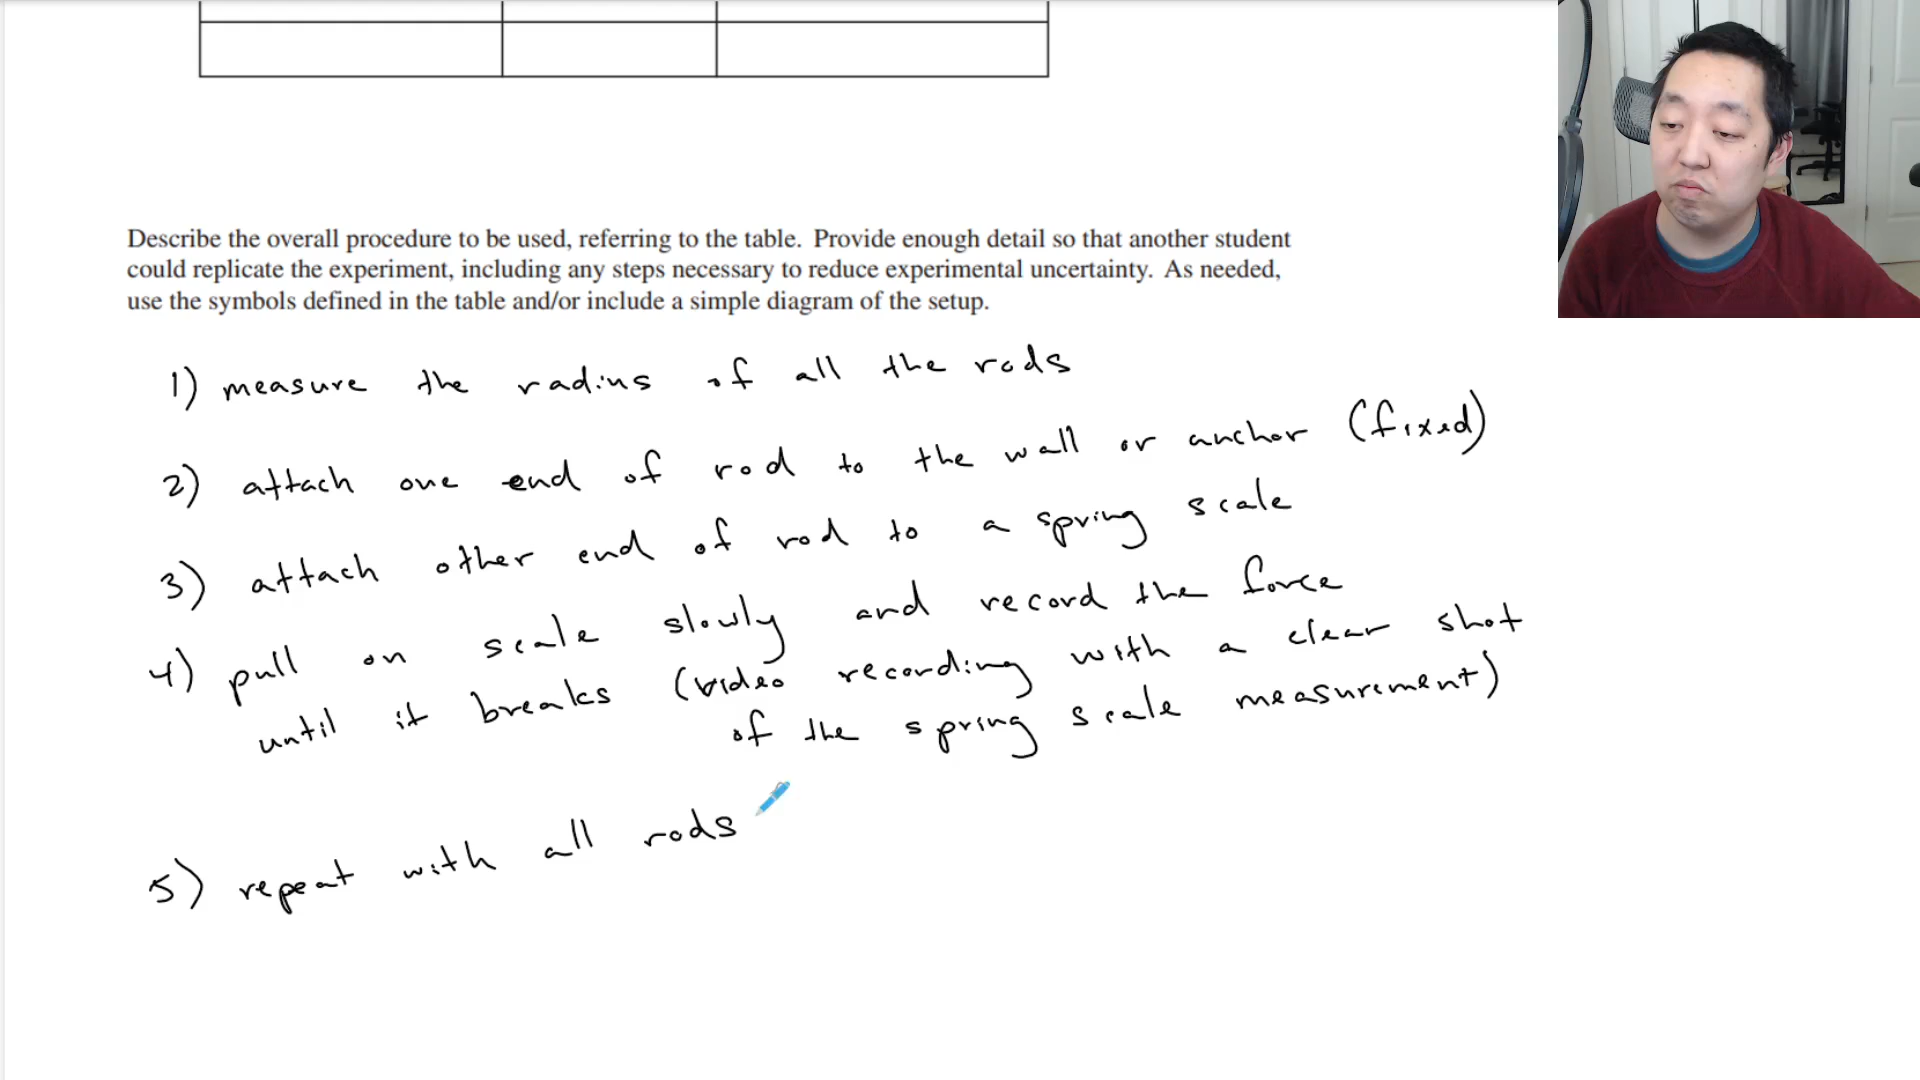 Describe the overall procedure to be used, referring to the table. Provide enough detail so that another student
could replicate the experiment, including any steps necessary to reduce experimental uncertainty. As needed,
use the symbols defined in the table and/or include a simple diagram of the setup.
1) measure the radius of all the rods
2) attach one end of rod to the wall or anchor (fixed)
3) attach other end of rod to a spring scale
4) pull on scale slowly and record the force
until it breaks (video recording with a clear shot
of the spring scale measurement)
5) repeat with all rods